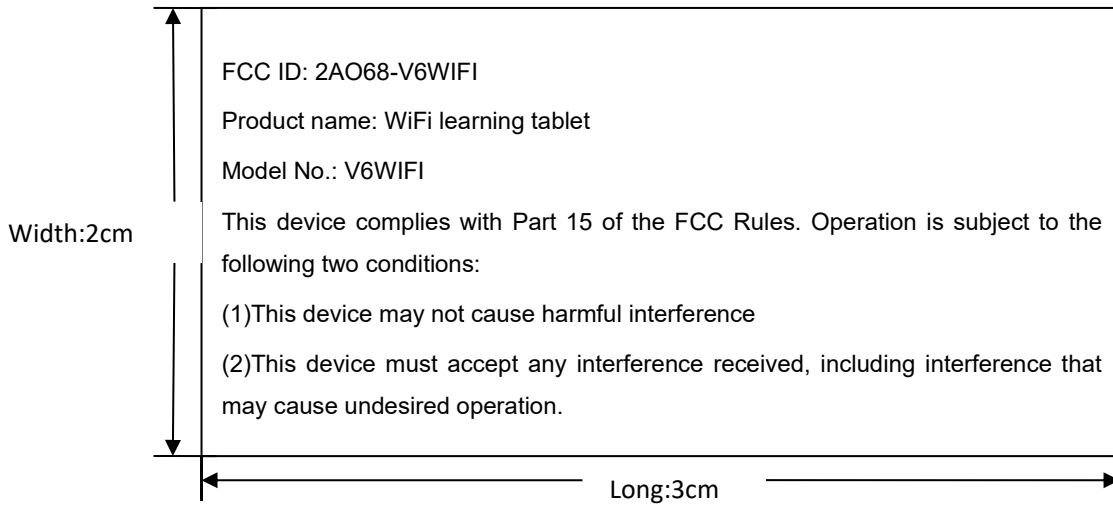 FCC ID: 2AO68-V6WIFI
Product name: WiFi learning tablet
Model No.: V6WIFI
This device complies with Part 15 of the FCC Rules. Operation is subject to the
following two conditions:
(1)This device may not cause harmful interference
(2)This device must accept any interference received, including interference that
may cause undesired operation.
Width:2cm
Long:3cm